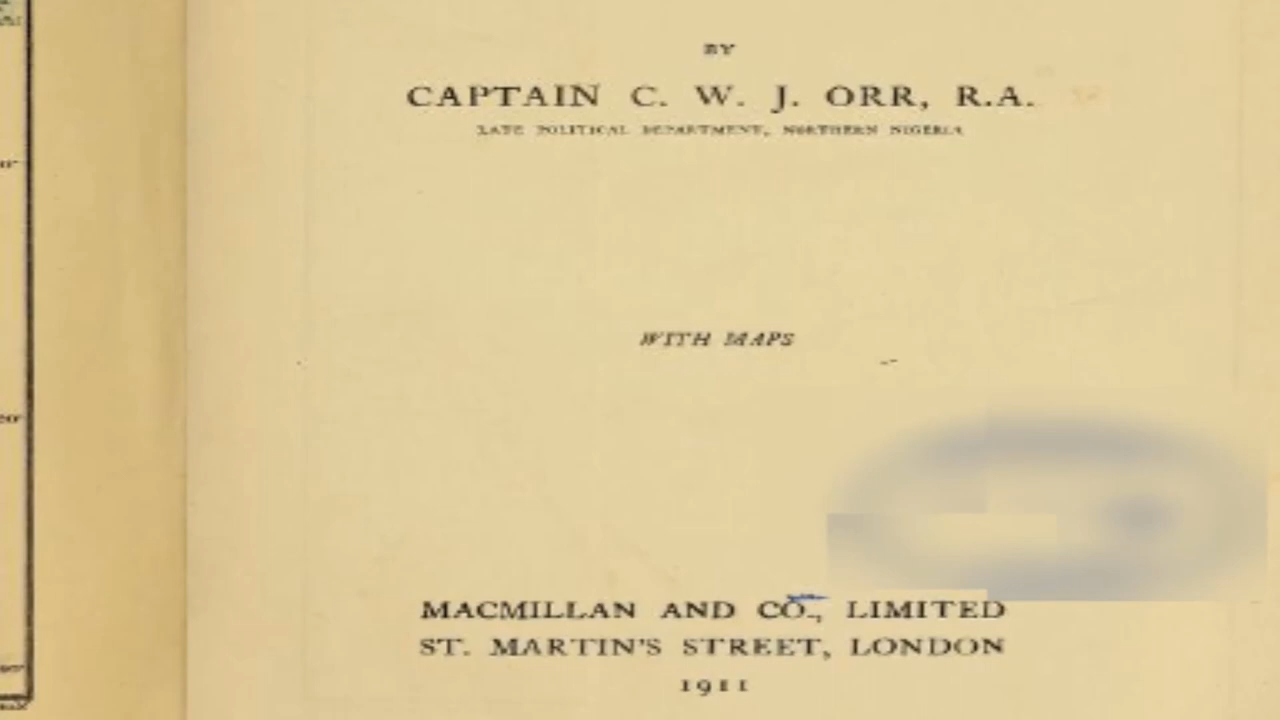 BY
CAPTAIN C. W. J. ORR, R.A.
LATE POLITICAL DEPARTMENT, NORTHERN NIGERIA
WITH MAPS
MACMILLAN AND CO., LIMITED
ST. MARTIN'S STREET, LONDON
1911